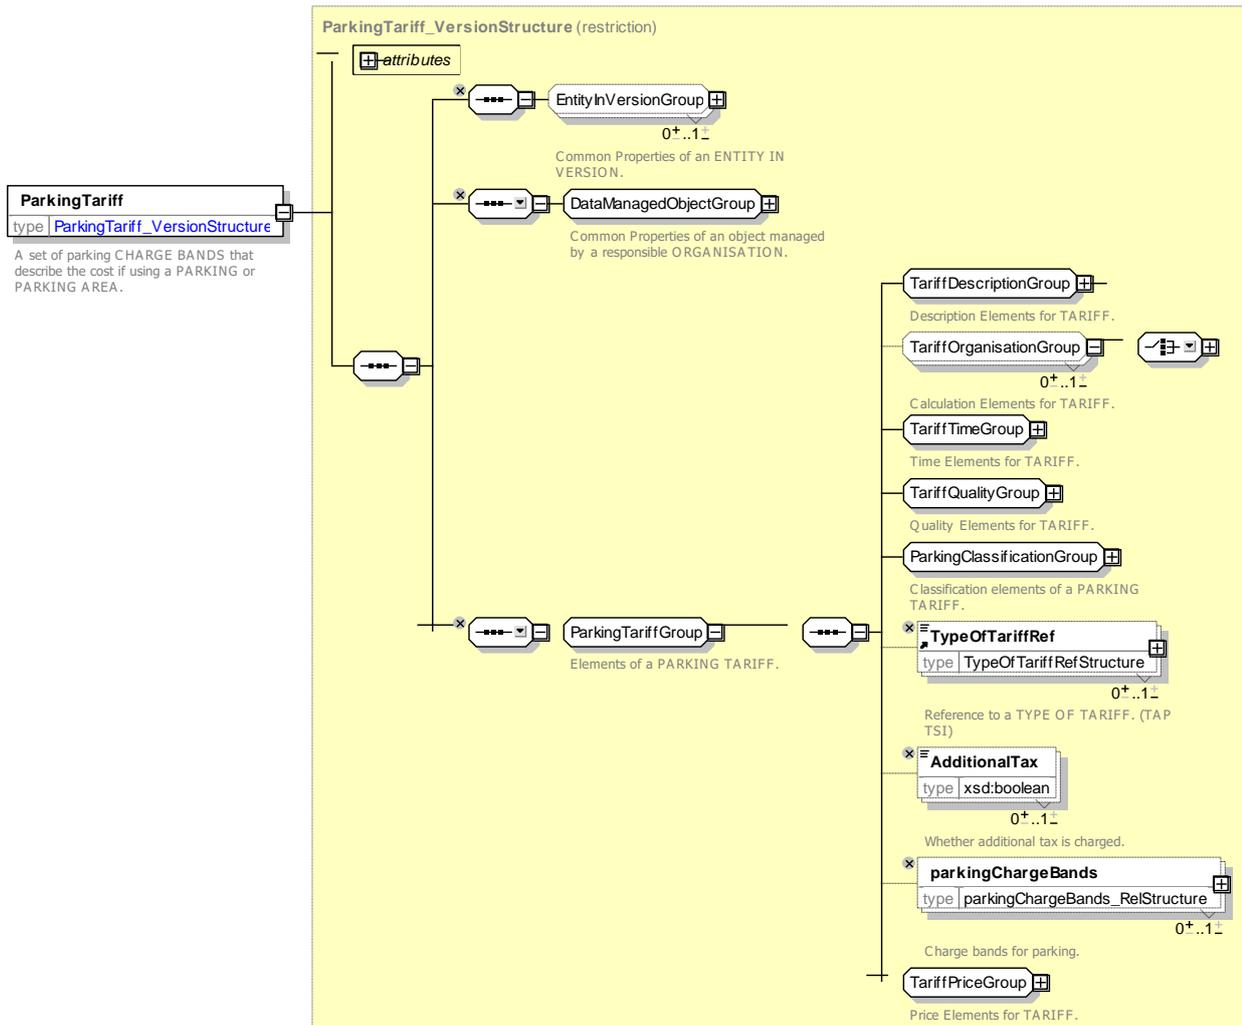 ParkingTariff_VersionStructure (restriction)
attributes
EntityInVersionGroup
0+..1±
Common Properties of an ENTITY IN
VERSION.
ParkingTariff
type ParkingTariff_VersionStructure
A set of parking CHARGE BANDS that
describe the cost if using a PARKING or
PARKING AREA.
DataManagedObjectGroup
Common Properties of an object managed
by a responsible ORGANISATION.
TariffDescriptionGroup
Description Elements for TARIFF.
TariffOrganisationGroup
0±..1±
Calculation Elements for TARIFF.
TariffTimeGroup
Time Elements for TARIFF.
TariffQualityGroup
Quality Elements for TARIFF.
ParkingClassificationGroup
Classification elements of a PARKING
TARIFF.
ParkingTariffGroup
Elements of a PARKING TARIFF.
TypeOfTariffRef
type TypeOfTariffRefStructure
0±..1±
Reference to a TYPE OF TARIFF. (TAP
TSI)
AdditionalTax
type xsd:boolean
0±..1±
Whether additional tax is charged.
parkingChargeBands
type parkingChargeBands_RelStructure
0±..1±
Charge bands for parking.
TariffPriceGroup
Price Elements for TARIFF.